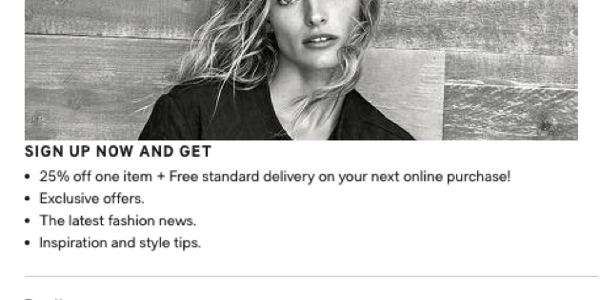 SIGN UP NOW AND GET
• 25% off one item + Free standard delivery on your next online purchase!
• Exclusive offers.
• The latest fashion news.
• Inspiration and style tips.